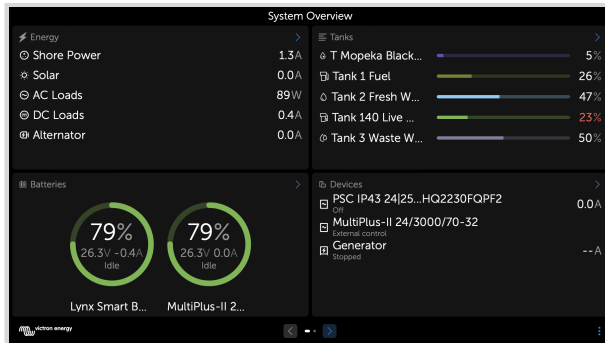 System Overview
Energy
Shore Power 1.3A
Solar 0.0A
AC Loads 89W
DC Loads 0.4A
Alternator 0.0A
Tanks
T Mopeka Black... 5%
Tank 1 Fuel 26%
Tank 2 Fresh W... 47%
Tank 140 Live ... 23%
Tank 3 Waste W... 50%
Batteries
79%
26.3V -0.4A
Idle
Lynx Smart B...
79%
26.3V 0.0A
Idle
MultiPlus-II 2...
Devices
PSC IP43 24|25...HQ2230FQPF2 0.0A
Off
MultiPlus-II 24/3000/70-32
External control
Generator --A
Stopped
victron energy